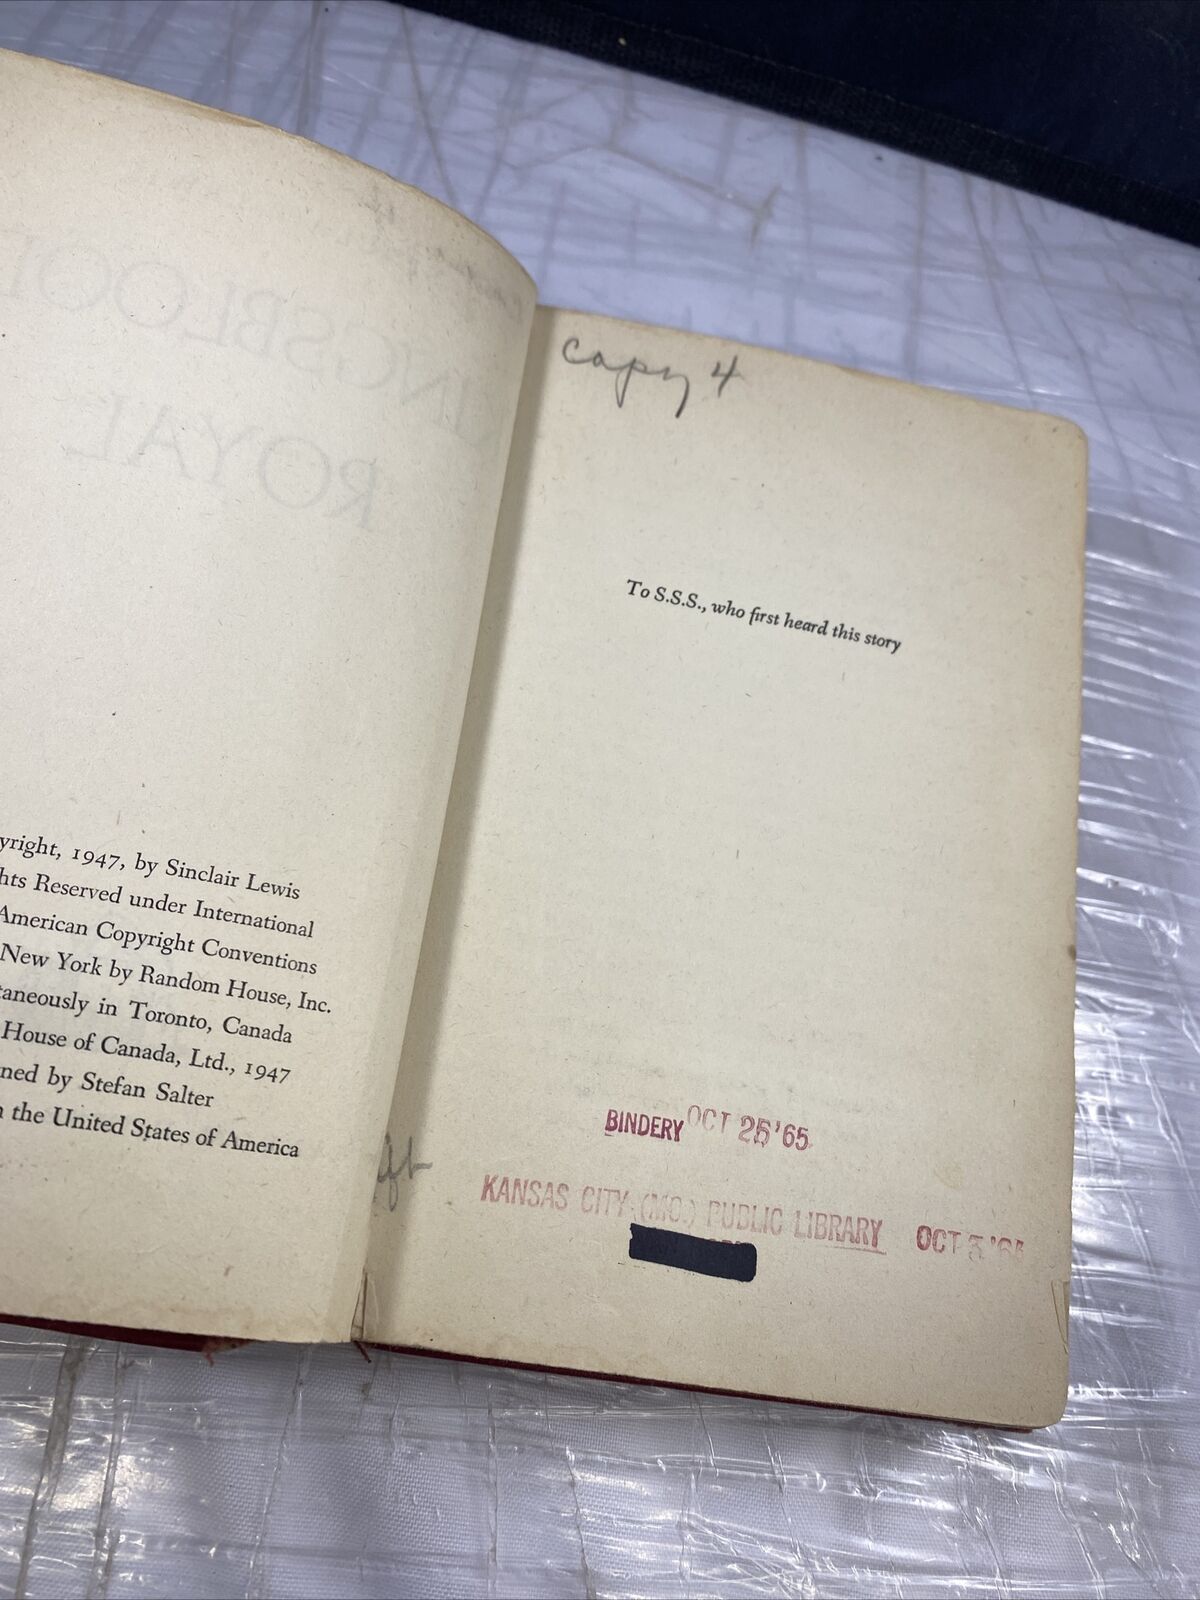 ROYAL
yright, 1947, by Sinclair Lewis
hts Reserved under International
American Copyright Conventions
New York by Random House, Inc.
taneously in Toronto, Canada
House of Canada, Ltd., 1947
ned by Stefan Salter
the United States of America
copy 4
To S.S.S., who first heard this story
BINDERY OCT 25 '65
KANSAS CITY (MO.) PUBLIC LIBRARY OCT